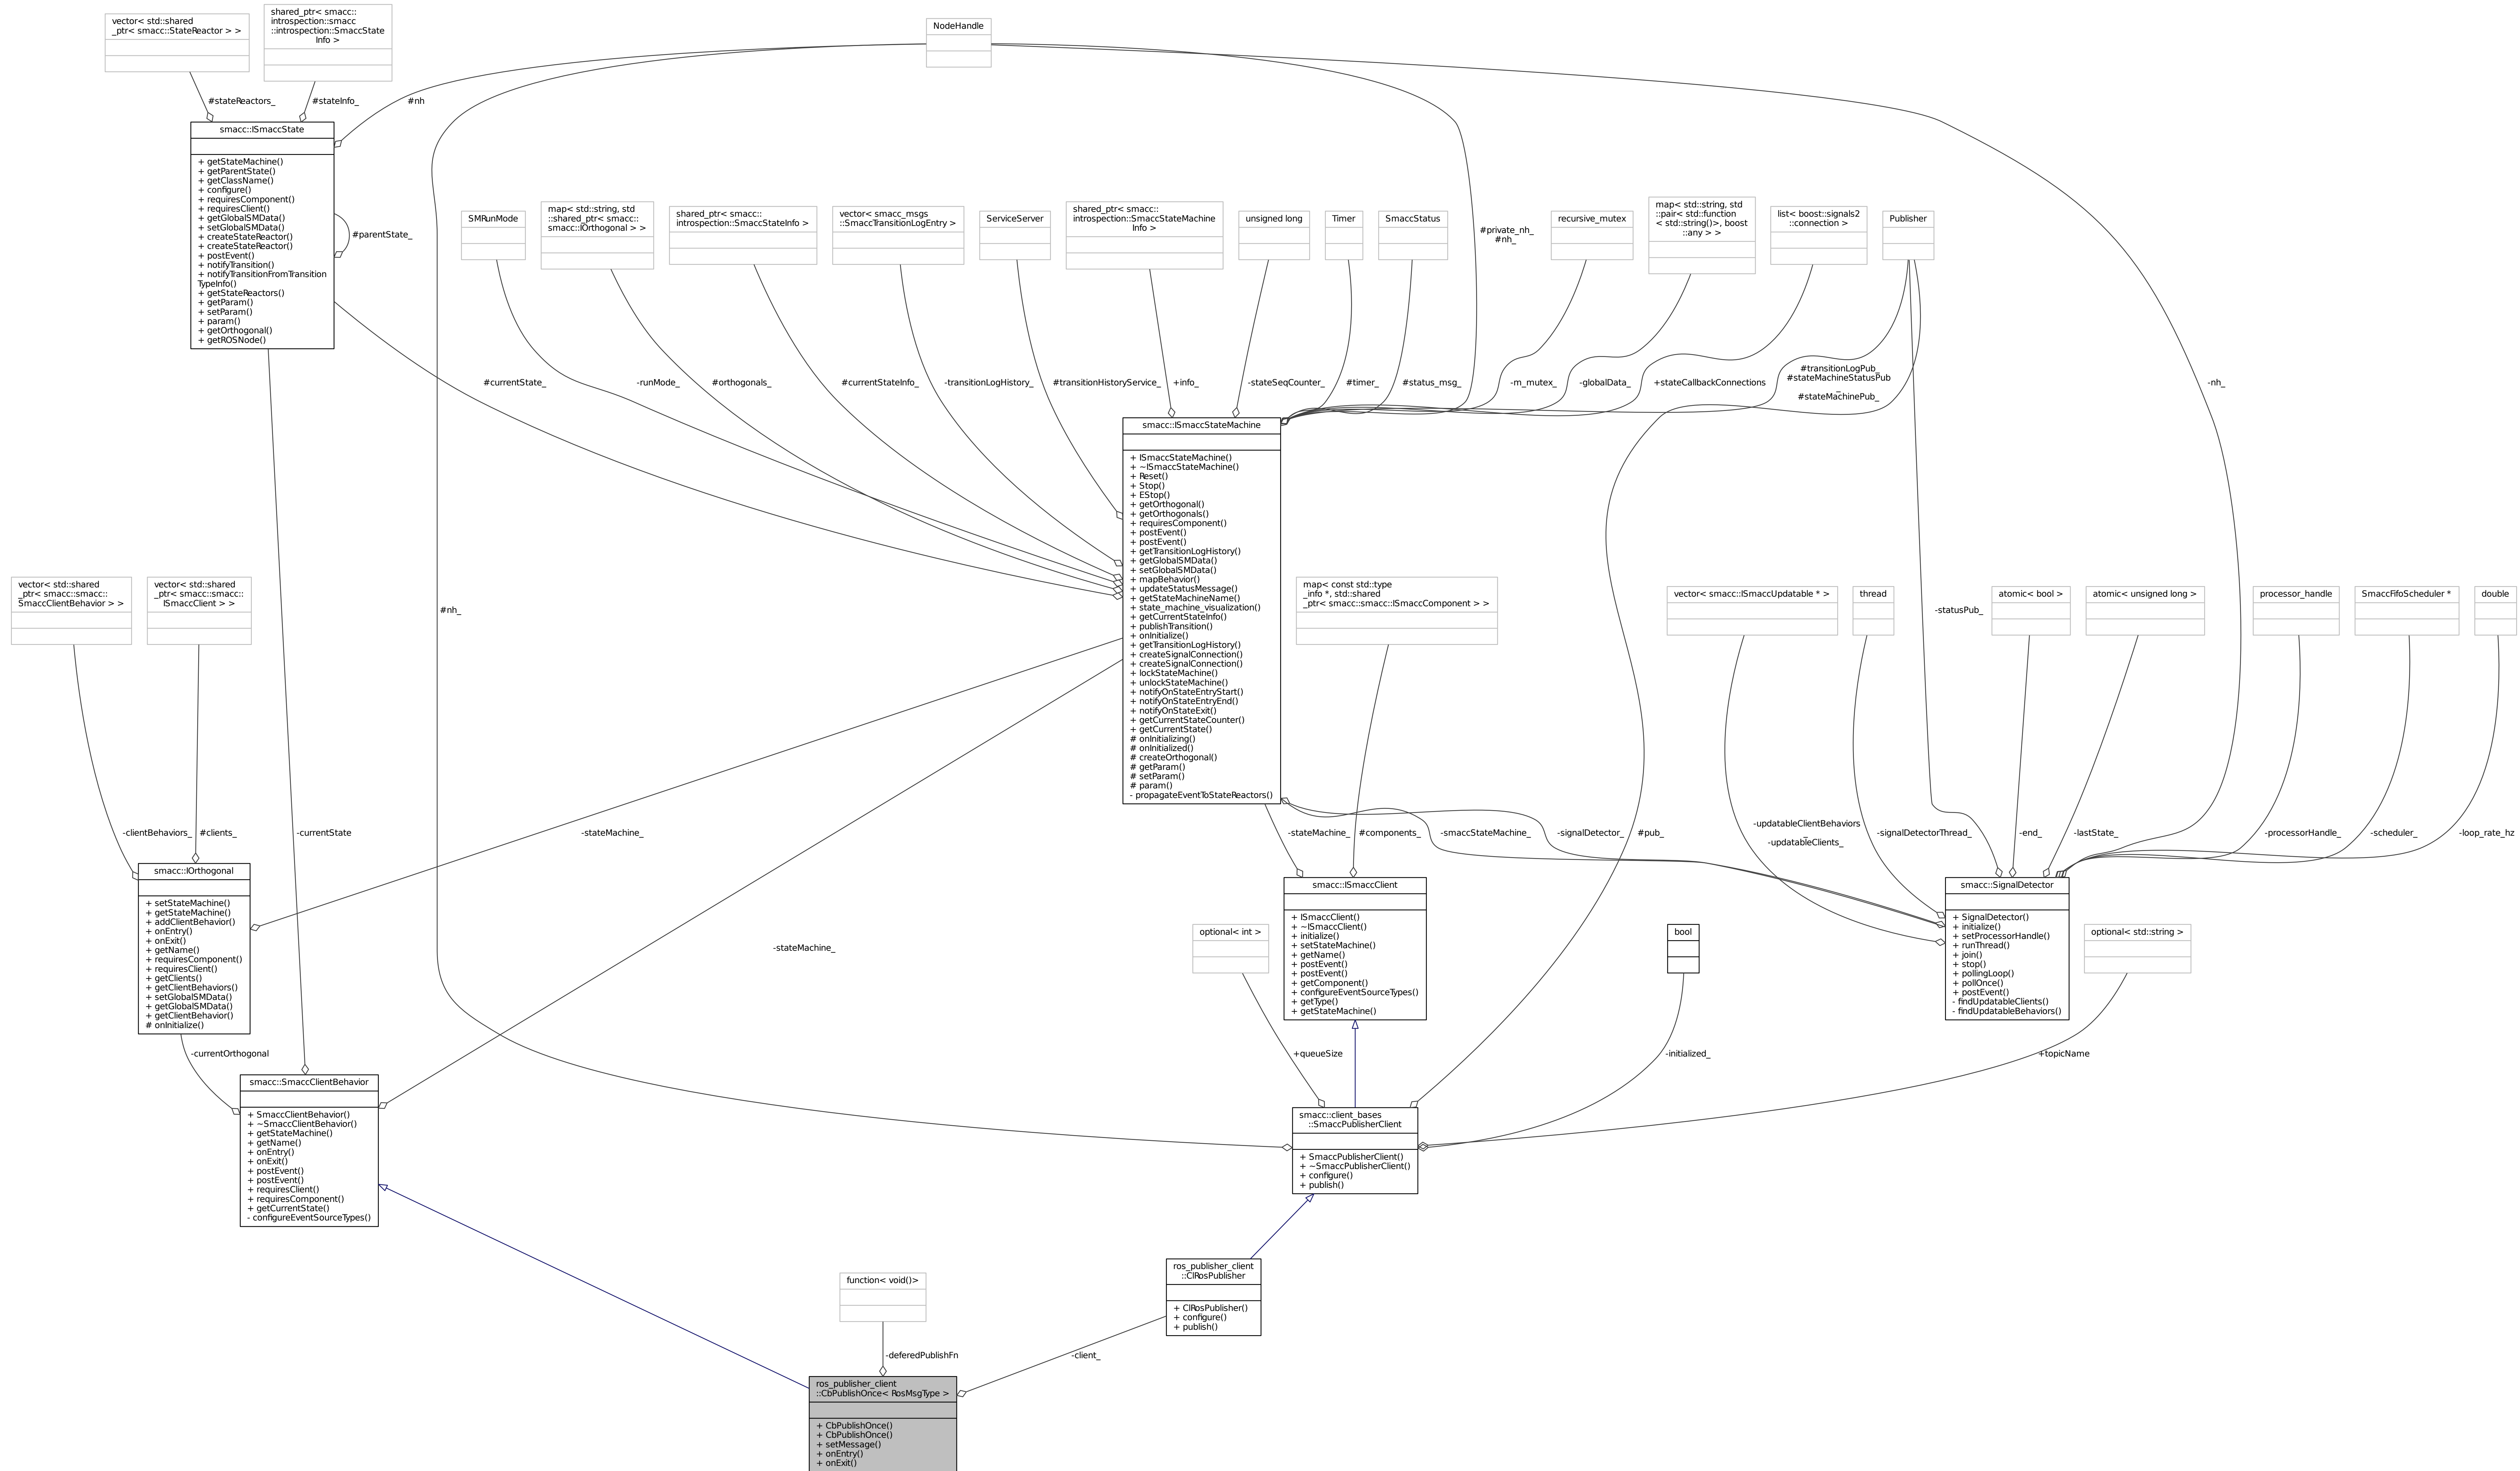 vector< std::shared
_ptr< smacc::StateReactor > >
shared_ptr< smacc::
introspection::smacc
::introspection::SmaccState
Info >
NodeHandle
#stateReactors_
#stateInfo_
#nh
smacc::ISmaccState
+ getStateMachine()
+ getParentState()
+ getClassName()
+ configure()
+ requiresComponent()
+ requiresClient()
+ getGlobalSMData()
+ setGlobalSMData()
+ createStateReactor()
+ createStateReactor()
+ postEvent()
+ notifyTransition()
+ notifyTransitionFromTransition
TypeInfo()
+ getStateReactors()
+ getParam()
+ setParam()
+ param()
+ getOrthogonal()
+ getROSNode()
#parentState_
SMRunMode
map< std::string, std
::shared_ptr< smacc::
smacc::IOrthogonal > >
shared_ptr< smacc::
introspection::SmaccStateInfo >
vector< smacc_msgs
::SmaccTransitionLogEntry >
ServiceServer
shared_ptr< smacc::
introspection::SmaccStateMachine
Info >
unsigned long
Timer
SmaccStatus
#private_nh_
#nh_
recursive_mutex
map< std::string, std
::pair< std::function
< std::string()>, boost
::any > >
list< boost::signals2
::connection >
Publisher
#currentState_
-runMode_
#orthogonals_
#currentStateInfo_
-transitionLogHistory_
#transitionHistoryService_
+info_
-stateSeqCounter_
#timer_
#status_msg_
-m_mutex_
-globalData_
+stateCallbackConnections
#transitionLogPub_
#stateMachineStatusPub
_
#stateMachinePub_
-nh_
smacc::ISmaccStateMachine
+ ISmaccStateMachine()
+ ~ISmaccStateMachine()
+ Reset()
+ Stop()
+ EStop()
+ getOrthogonal()
+ getOrthogonals()
+ requiresComponent()
+ postEvent()
+ postEvent()
+ getTransitionLogHistory()
+ getGlobalSMData()
+ setGlobalSMData()
+ mapBehavior()
+ updateStatusMessage()
+ getStateMachineName()
+ state_machine_visualization()
+ getCurrentStateInfo()
+ publishTransition()
+ onInitialize()
+ getTransitionLogHistory()
+ createSignalConnection()
+ createSignalConnection()
+ lockStateMachine()
+ unlockStateMachine()
+ notifyOnStateEntryStart()
+ notifyOnStateEntryEnd()
+ notifyOnStateExit()
+ getCurrentStateCounter()
+ getCurrentState()
# onInitializing()
# onInitialized()
# createOrthogonal()
# getParam()
# setParam()
# param()
- propagateEventToStateReactors()
vector< std::shared
_ptr< smacc::smacc::
SmaccClientBehavior > >
vector< std::shared
_ptr< smacc::smacc::
ISmaccClient > >
#nh_
map< const std::type
_info *, std::shared
_ptr< smacc::smacc::ISmaccComponent > >
vector< smacc::ISmaccUpdatable * >
thread
-statusPub_
atomic< bool >
atomic< unsigned long >
processor_handle
SmaccFifoScheduler *
double
-clientBehaviors_
#clients_
-currentState
-stateMachine_
-stateMachine_
#components_
-smaccStateMachine_
-signalDetector_
#pub_
-updatableClientBehaviors
_
-updatableClients_
-signalDetectorThread_
-end_
-lastState_
-processorHandle_
-scheduler_
-loop_rate_hz
smacc::IOrthogonal
+ setStateMachine()
+ getStateMachine()
+ addClientBehavior()
+ onEntry()
+ onExit()
+ getName()
+ requiresComponent()
+ requiresClient()
+ getClients()
+ getClientBehaviors()
+ setGlobalSMData()
+ getGlobalSMData()
+ getClientBehavior()
# onInitialize()
-stateMachine_
optional< int >
smacc::ISmaccClient
+ ISmaccClient()
+ ~ISmaccClient()
+ initialize()
+ setStateMachine()
+ getName()
+ postEvent()
+ postEvent()
+ getComponent()
+ configureEventSourceTypes()
+ getType()
+ getStateMachine()
bool
smacc::SignalDetector
+ SignalDetector()
+ initialize()
+ setProcessorHandle()
+ runThread()
+ join()
+ stop()
+ pollingLoop()
+ pollOnce()
+ postEvent()
- findUpdatableClients()
- findUpdatableBehaviors()
optional< std::string >
-currentOrthogonal
+queueSize
-initialized_
+topicName
smacc::SmaccClientBehavior
+ SmaccClientBehavior()
+ ~SmaccClientBehavior()
+ getStateMachine()
+ getName()
+ onEntry()
+ onExit()
+ postEvent()
+ postEvent()
+ requiresClient()
+ requiresComponent()
+ getCurrentState()
- configureEventSourceTypes()
smacc::client_bases
::SmaccPublisherClient
+ SmaccPublisherClient()
+ ~SmaccPublisherClient()
+ configure()
+ publish()
function< void()>
ros_publisher_client
::ClRosPublisher
+ ClRosPublisher()
+ configure()
+ publish()
-deferedPublishFn
-client_
ros_publisher_client
::CbPublishOnce< RosMsgType >
+ CbPublishOnce()
+ CbPublishOnce()
+ setMessage()
+ onEntry()
+ onExit()